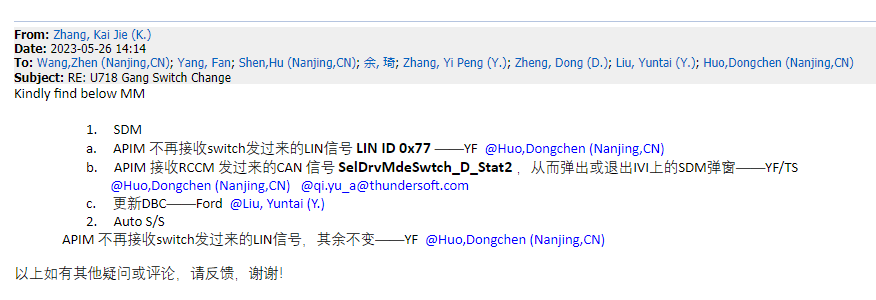 From: Zhang, Kai Jie (K.)
Date: 2023-05-26 14:14
To: Wang,Zhen (Nanjing,CN); Yang, Fan; Shen,Hu (Nanjing,CN); 余, 琦; Zhang, Yi Peng (Y.); Zheng, Dong (D.); Liu, Yuntai (Y.); Huo,Dongchen (Nanjing,CN)
Subject: RE: U718 Gang Switch Change
Kindly find below MM
1. SDM
a. APIM 不再接收switch发过来的LIN信号 LIN ID 0x77 ——YF @Huo,Dongchen (Nanjing,CN)
b. APIM 接收RCCM 发过来的CAN 信号 SelDrvMdeSwtch_D_Stat2 ，从而弹出或退出IVI上的SDM弹窗——YF/TS
@Huo,Dongchen (Nanjing,CN) @qi.yu_a@thundersoft.com
c. 更新DBC——Ford @Liu, Yuntai (Y.)
2. Auto S/S
APIM 不再接收switch发过来的LIN信号，其余不变——YF @Huo,Dongchen (Nanjing,CN)
以上如有其他疑问或评论，请反馈，谢谢！